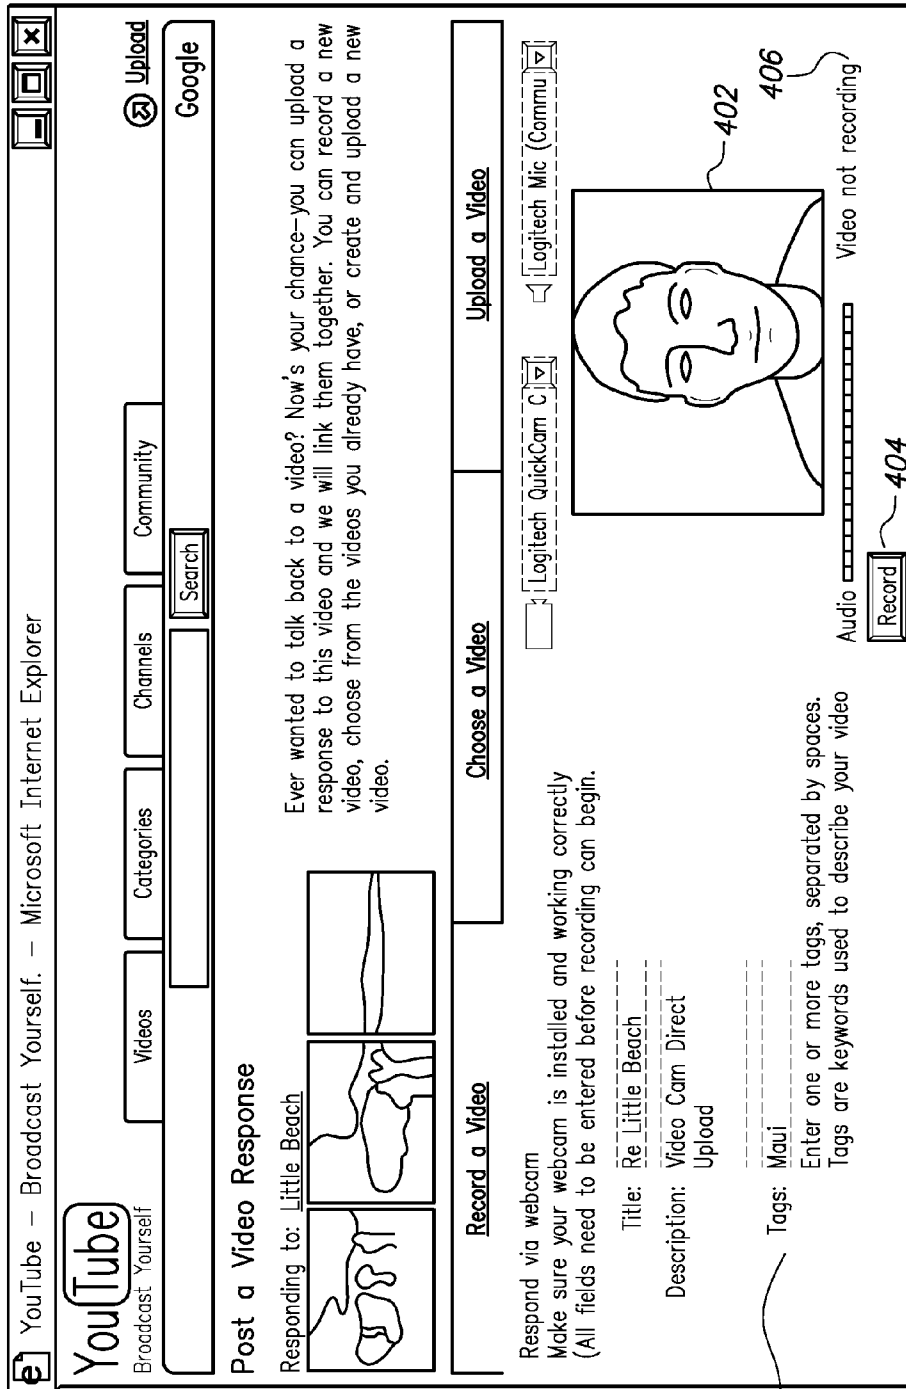 YouTube – Broadcast Yourself. – Microsoft Internet Explorer
YouTube
Broadcast Yourself
Upload
Videos
Categories
Channels
Community
Search
Google
Post a Video Response
Responding to: Little Beach
Ever wanted to talk back to a video? Now's your chance–you can upload a
response to this video and we will link them together. You can record a new
video, choose from the videos you already have, or create and upload a new
video.
Record a Video
Choose a Video
Upload a Video
Respond via webcam
Make sure your webcam is installed and working correctly
(All fields need to be entered before recording can begin.
Title: Re Little Beach
Description: Video Cam Direct
Upload
Tags: Maui
Enter one or more tags, separated by spaces.
Tags are keywords used to describe your video
Logitech QuickCam C
Logitech Mic (Commu
402
Audio
Video not recording
406
Record
404